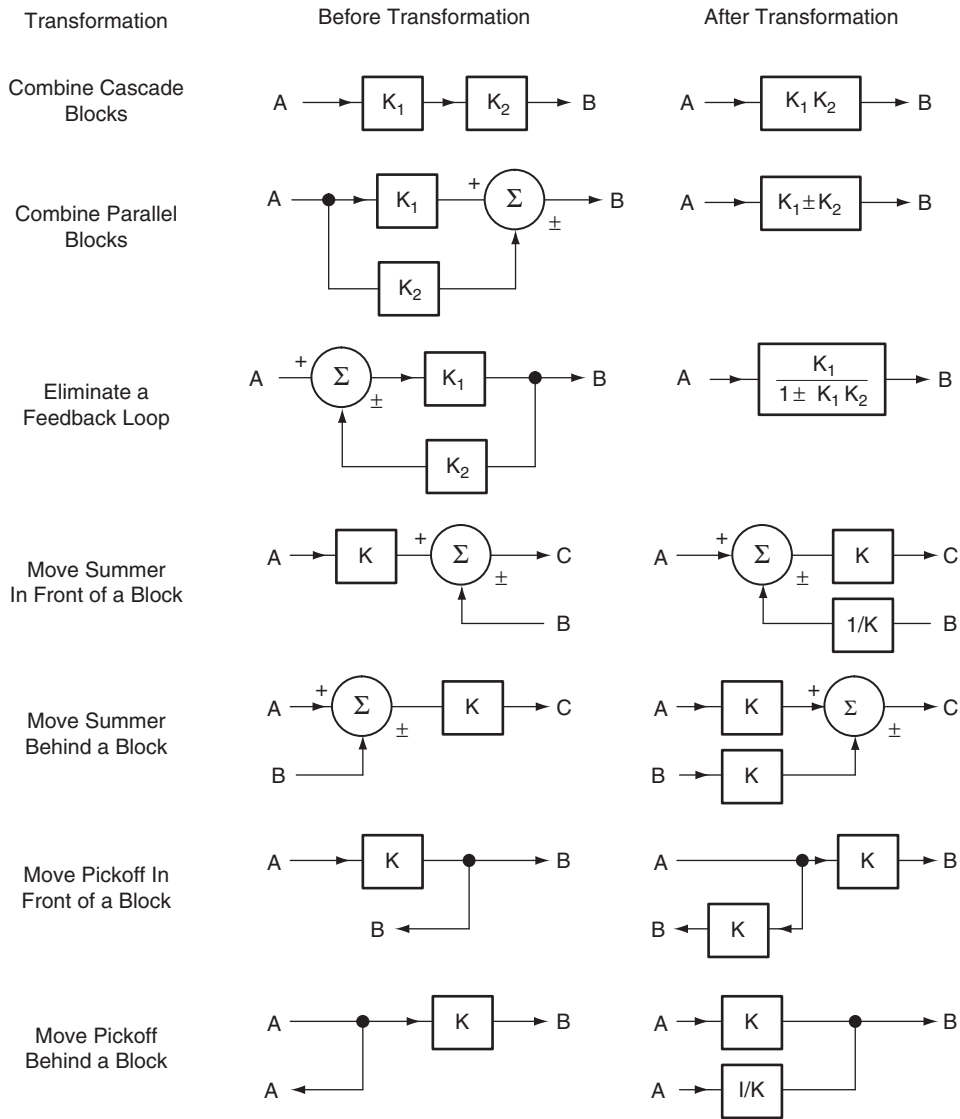 Transformation Before Transformation After Transformation
Combine Cascade
Blocks
A K₁ K₂ B A K₁ K₂ B
Combine Parallel
Blocks
A K₁ + Σ ± B
K₂
A K₁ ± K₂ B
Eliminate a
Feedback Loop
A + Σ ± K₁ B
K₂
A K₁ B
1 ± K₁ K₂
Move Summer
In Front of a Block
A K + Σ ± C
B
A + Σ ± K C
1/K B
Move Summer
Behind a Block
A + Σ ± K C
B
A K + Σ ± C
B K
Move Pickoff In
Front of a Block
A K B
B
A K B
B K
Move Pickoff
Behind a Block
A K B
A
A K B
A I/K